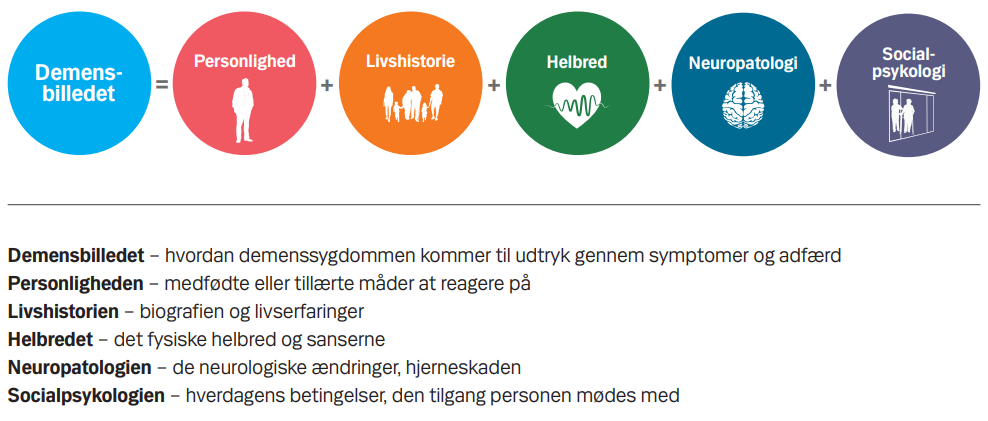 Demens-
billedet
=
Personlighed
+
Livshistorie
+
Helbred
+
Neuropatologi
+
Social-
psykologi
Demensbilledet – hvordan demenssygdommen kommer til udtryk gennem symptomer og adfærd
Personligheden – medfødte eller tillærte måder at reagere på
Livshistorien – biografien og livserfaringer
Helbredet – det fysiske helbred og sanserne
Neuropatologien – de neurologiske ændringer, hjerneskaden
Socialpsykologien – hverdagens betingelser, den tilgang personen mødes med